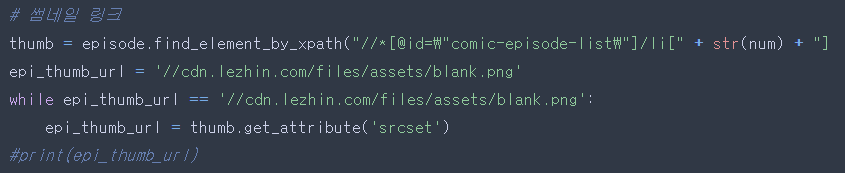 # 썸네일 링크
thumb = episode.find_element_by_xpath("//*[@id=₩"comic-episode-list₩"]/li[" + str(num) + "]
epi_thumb_url = '//cdn.lezhin.com/files/assets/blank.png'
while epi_thumb_url == '//cdn.lezhin.com/files/assets/blank.png':
    epi_thumb_url = thumb.get_attribute('srcset')
#print(epi_thumb_url)